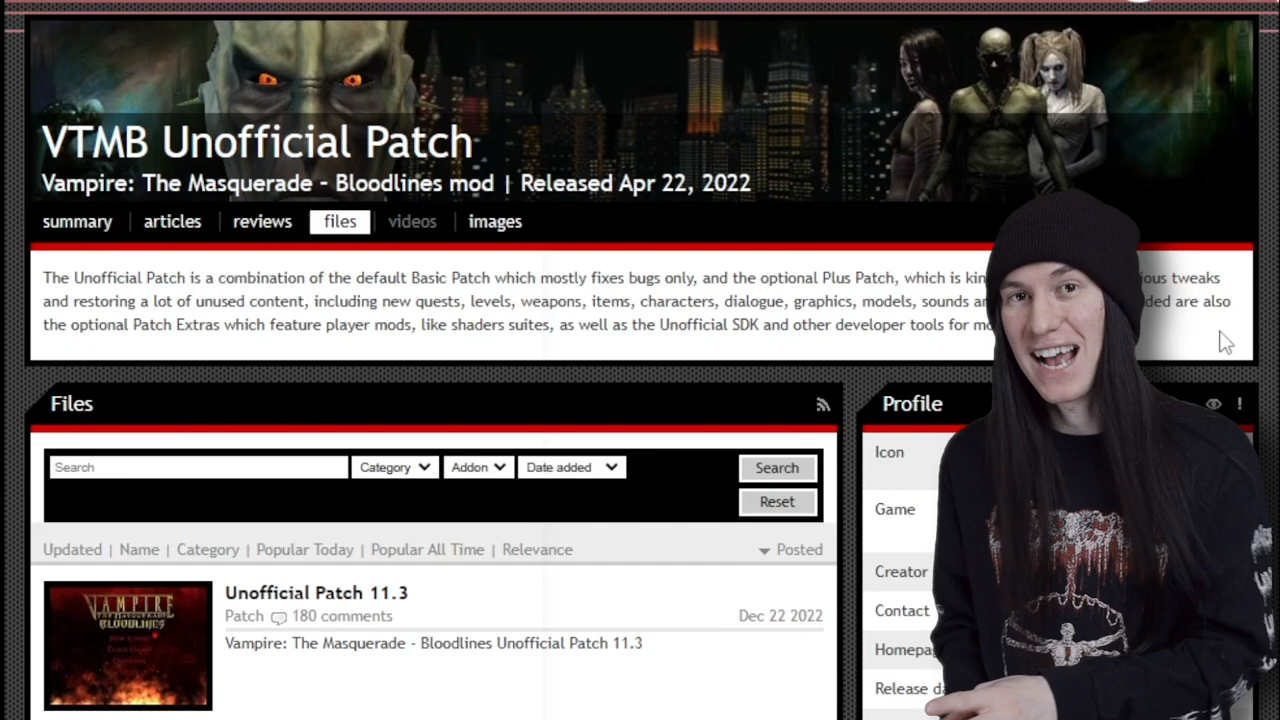 VTMB Unofficial Patch
Vampire: The Masquerade - Bloodlines mod | Released Apr 22, 2022
summary | articles | reviews | files | videos | images
The Unofficial Patch is a combination of the default Basic Patch which mostly fixes bugs only, and the optional Plus Patch, which is tweaks
and restoring a lot of unused content, including new quests, levels, weapons, items, characters, dialogue, graphics, models, sounds are also
the optional Patch Extras which feature player mods, like shaders suites, as well as the Unofficial SDK and other developer tools for
Files
Profile
Search Category Addon Date added Search
Reset
Updated | Name | Category | Popular Today | Popular All Time | Relevance Posted
Icon
Game
Creator
Contact
Release
VAMPIRE
THE MASQUERADE
BLOODLINES
Unofficial Patch 11.3
Patch 180 comments Dec 22 2022
Vampire: The Masquerade - Bloodlines Unofficial Patch 11.3